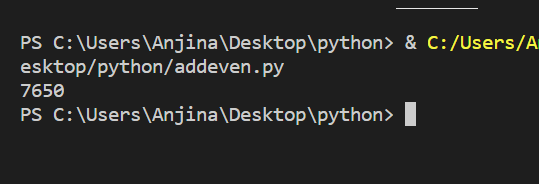 PS C:\Users\Anjina\Desktop\python> & C:/Users/
esktop/python/addeven.py
7650
PS C:\Users\Anjina\Desktop\python>